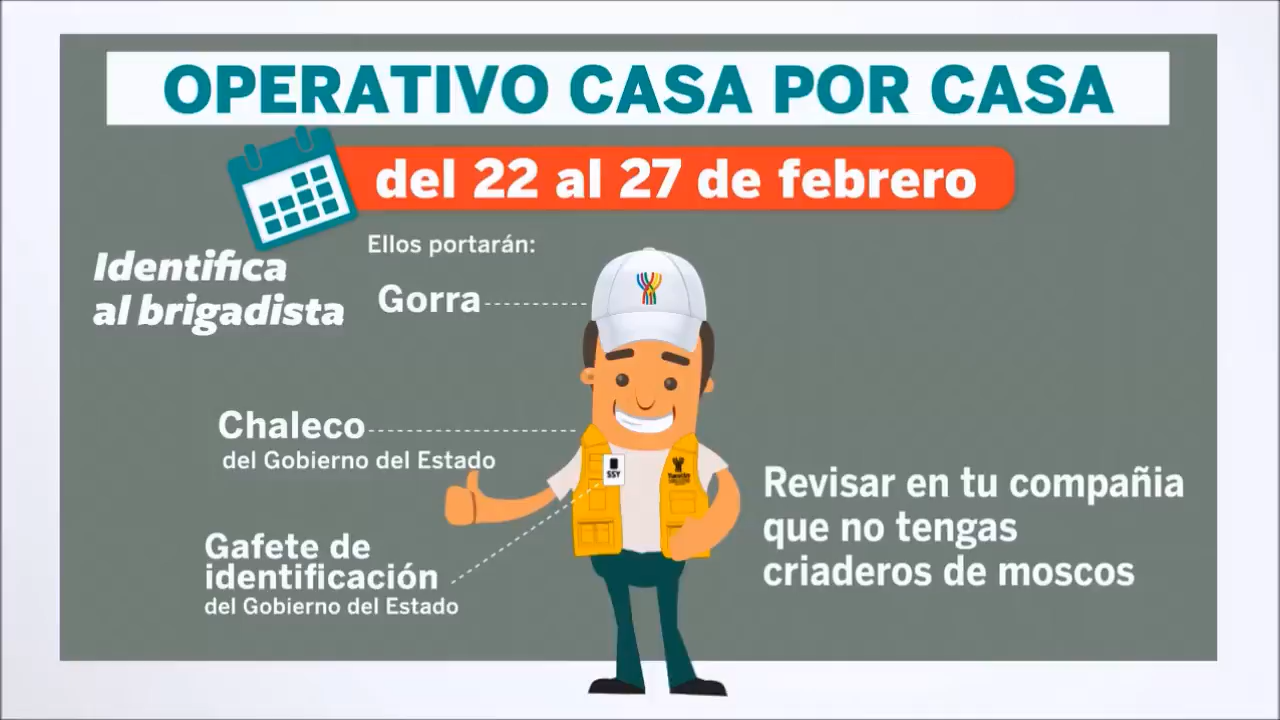 OPERATIVO CASA POR CASA
del 22 al 27 de febrero
Identifica
al brigadista
Ellos portarán:
Gorra
Chaleco
del Gobierno del Estado
SSY
Gafete de
identificación
del Gobierno del Estado
Revisar en tu compañia
que no tengas
criaderos de moscos